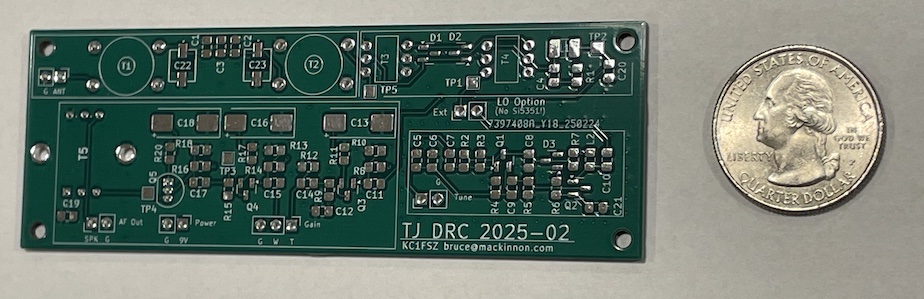 T1
C22
C1
C2
C3
C23
T2
T3
D1 D2
T4
TP2
C4
R1
C20
G ANT
TP5
TP1
Ext
LO Option
(No Si5351!)
7397408A_Y18_250224
T5
C18
C16
C13
R20
R18
R16
C17
Q5
TP4
TP3
R17
R14
R15
R13
C15
Q4
R12
C14
R11
R10
R9
R8
C12
Q3
C11
C19
AF Out
SPK G
Power
G 9V
Gain
G W T
C5
C6
C7
R2
R3
Q1
C8
D3
R4
C9
R5
Q2
C10
C21
G
Tune
TJ DRC 2025-02
KC1FSZ bruce@mackinnon.com
UNITED STATES OF AMERICA
LIBERTY
IN
GOD WE
TRUST
QUARTER DOLLAR